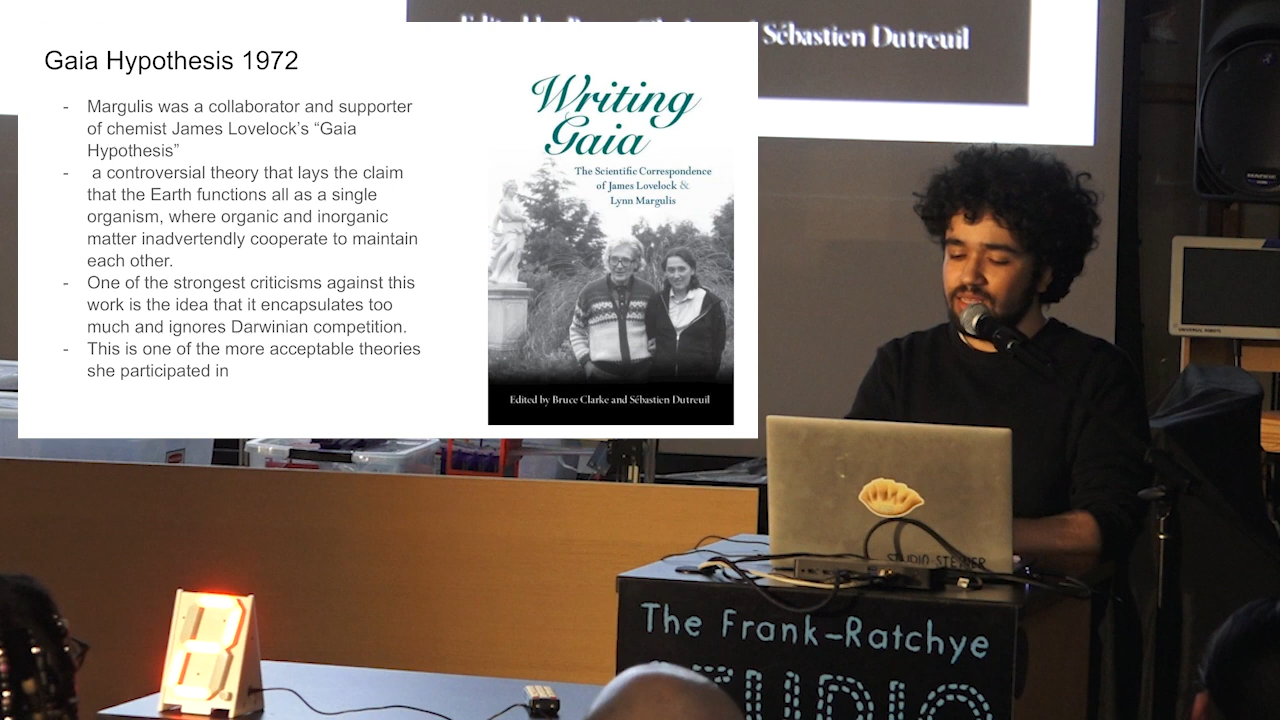 Gaia Hypothesis 1972
- Margulis was a collaborator and supporter
of chemist James Lovelock's “Gaia
Hypothesis”
- a controversial theory that lays the claim
that the Earth functions all as a single
organism, where organic and inorganic
matter inadvertendly cooperate to maintain
each other.
- One of the strongest criticisms against this
work is the idea that it encapsulates too
much and ignores Darwinian competition.
- This is one of the more acceptable theories
she participated in
Writing
Gaia
The Scientific Correspondence
of James Lovelock &
Lynn Margulis
Edited by Bruce Clarke and Sébastien Dutreuil
Sébastien Dutreuil
UNIVERSAL ROBOTS
The Frank-Ratchye
STUDIO